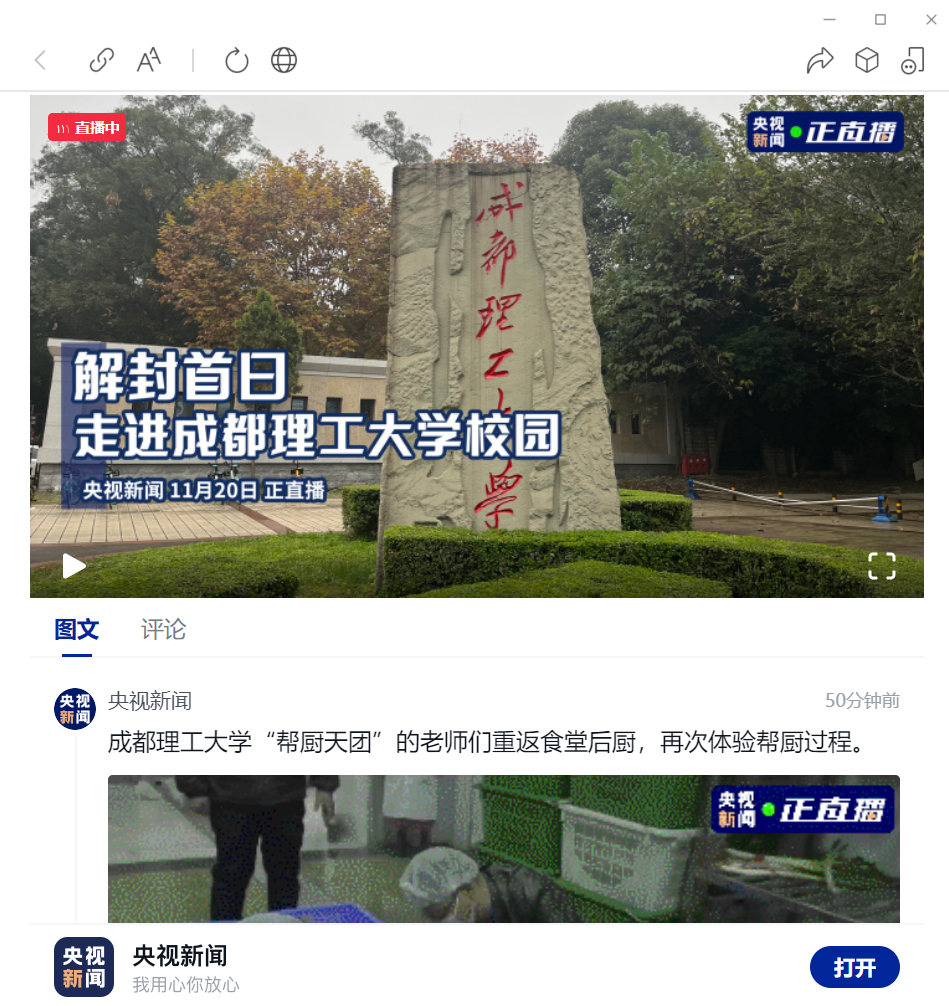 直播中
央视
新闻
正直播
成都理工大学
解封首日
走进成都理工大学校园
央视新闻 11月20日 正直播
图文
评论
央视
新闻
央视新闻
50分钟前
成都理工大学“帮厨天团”的老师们重返食堂后厨，再次体验帮厨过程。
央视
新闻
正直播
央视
新闻
央视新闻
我用心你放心
打开